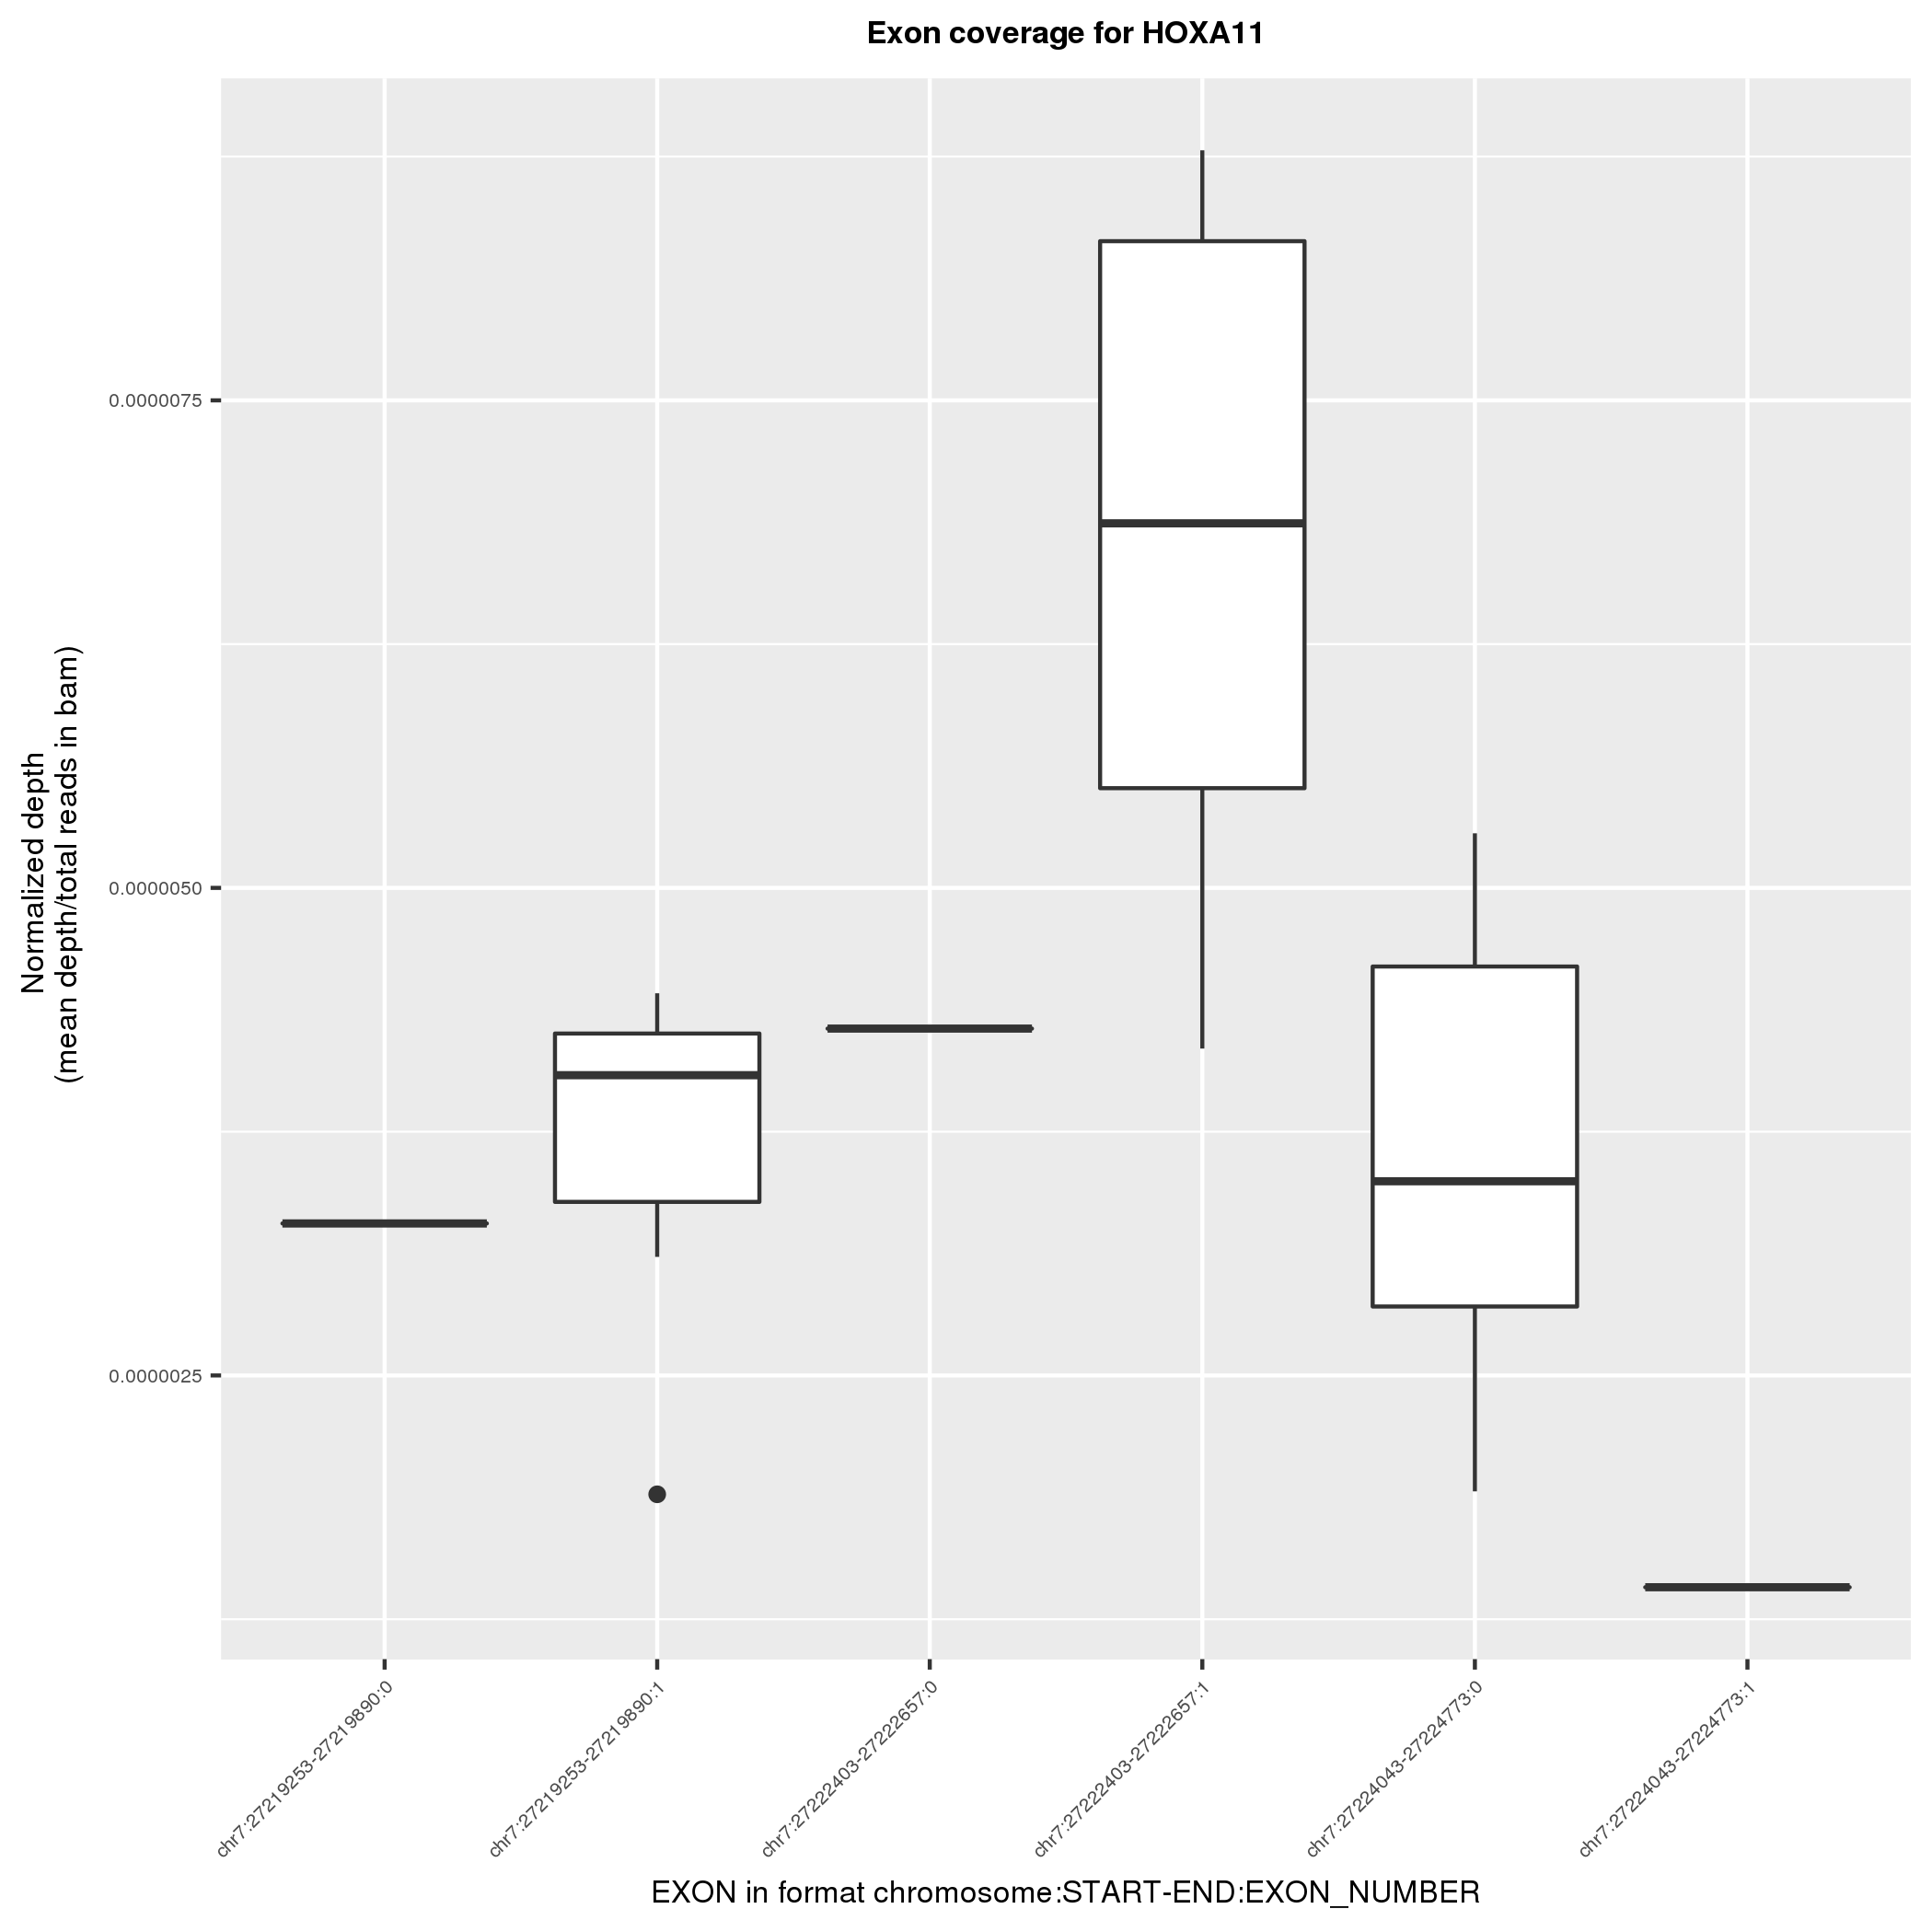 Exon coverage for HOXA11
Normalized depth
(mean depth/total reads in bam)
0.0000075
0.0000050
0.0000025
chr7:27219253-27219890:0
chr7:27219253-27219890:1
chr7:27222403-27222657:0
chr7:27222403-27222657:1
chr7:27224043-27224773:0
chr7:27224043-27224773:1
EXON in format chromosome:START-END:EXON_NUMBER